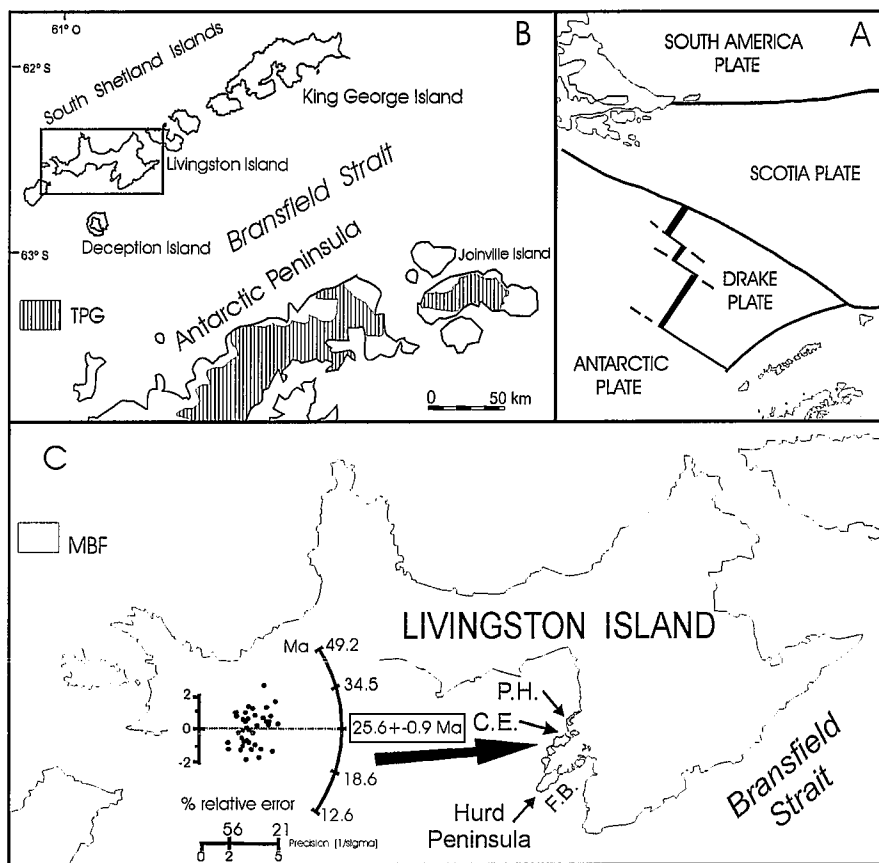 61° O
B
62° S
South Shetland Islands
King George Island
Livingston Island
Bransfield Strait
Deception Island
63° S
Antarctic Peninsula
Joinville Island
TPG
0 50 km
A
SOUTH AMERICA
PLATE
SCOTIA PLATE
DRAKE
PLATE
ANTARCTIC
PLATE
C
MBF
LIVINGSTON ISLAND
Ma 49.2
34.5
2
0
-2
25.6+-0.9 Ma
18.6
12.6
P.H.
C.E.
F.B.
Hurd
Peninsula
Bransfield
Strait
% relative error
56 21
0 2 5
Precision [1/sigma]